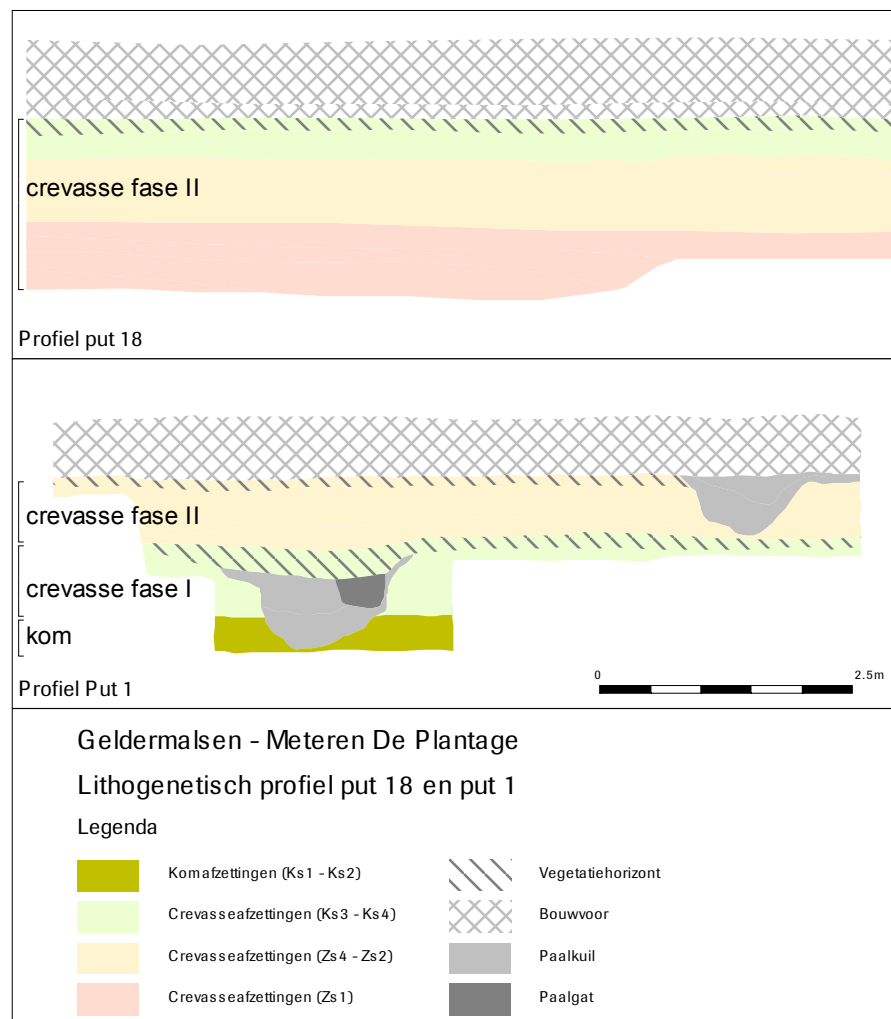 crevasse fase II
Profiel put 18
crevasse fase II
crevasse fase I
kom
Profiel Put 1
0 2.5m
Geldermalsen - Meteren De Plantage
Lithogenetisch profiel put 18 en put 1
Legenda
Komafzettingen (Ks1 - Ks2) Vegetatiehorizont
Crevasseafzettingen (Ks3 - Ks4) Bouwvoor
Crevasseafzettingen (Zs4 - Zs2) Paalkuil
Crevasseafzettingen (Zs1) Paalgat